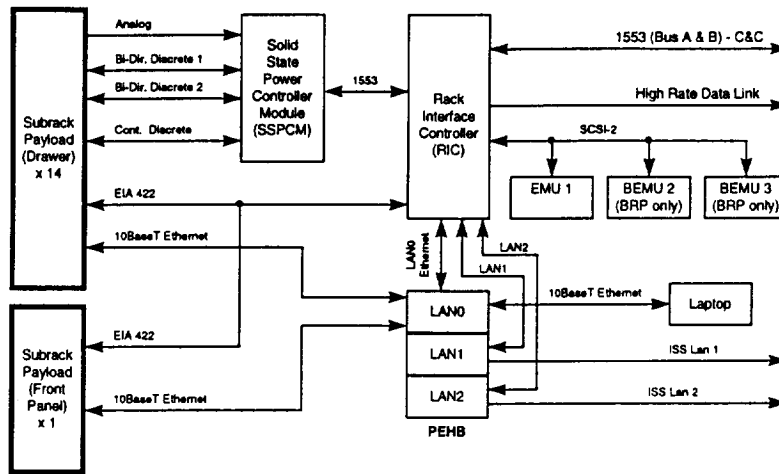 Analog
Bi-Dir. Discrete 1
Bi-Dir. Discrete 2
Cont. Discrete
EIA 422
10BaseT Ethernet
Subrack
Payload
(Drawer)
x 14
Solid
State
Power
Controller
Module
(SSPCM)
1553
Rack
Interface
Controller
(RIC)
1553 (Bus A & B) - C&C
High Rate Data Link
SCSI-2
EMU 1
BEMU 2
(BRP only)
BEMU 3
(BRP only)
LAN0
Ethernet
LAN1
LAN2
LAN0
LAN1
LAN2
PEHB
10BaseT Ethernet
Laptop
ISS Lan 1
ISS Lan 2
Subrack
Payload
(Front
Panel)
x 1
EIA 422
10BaseT Ethernet